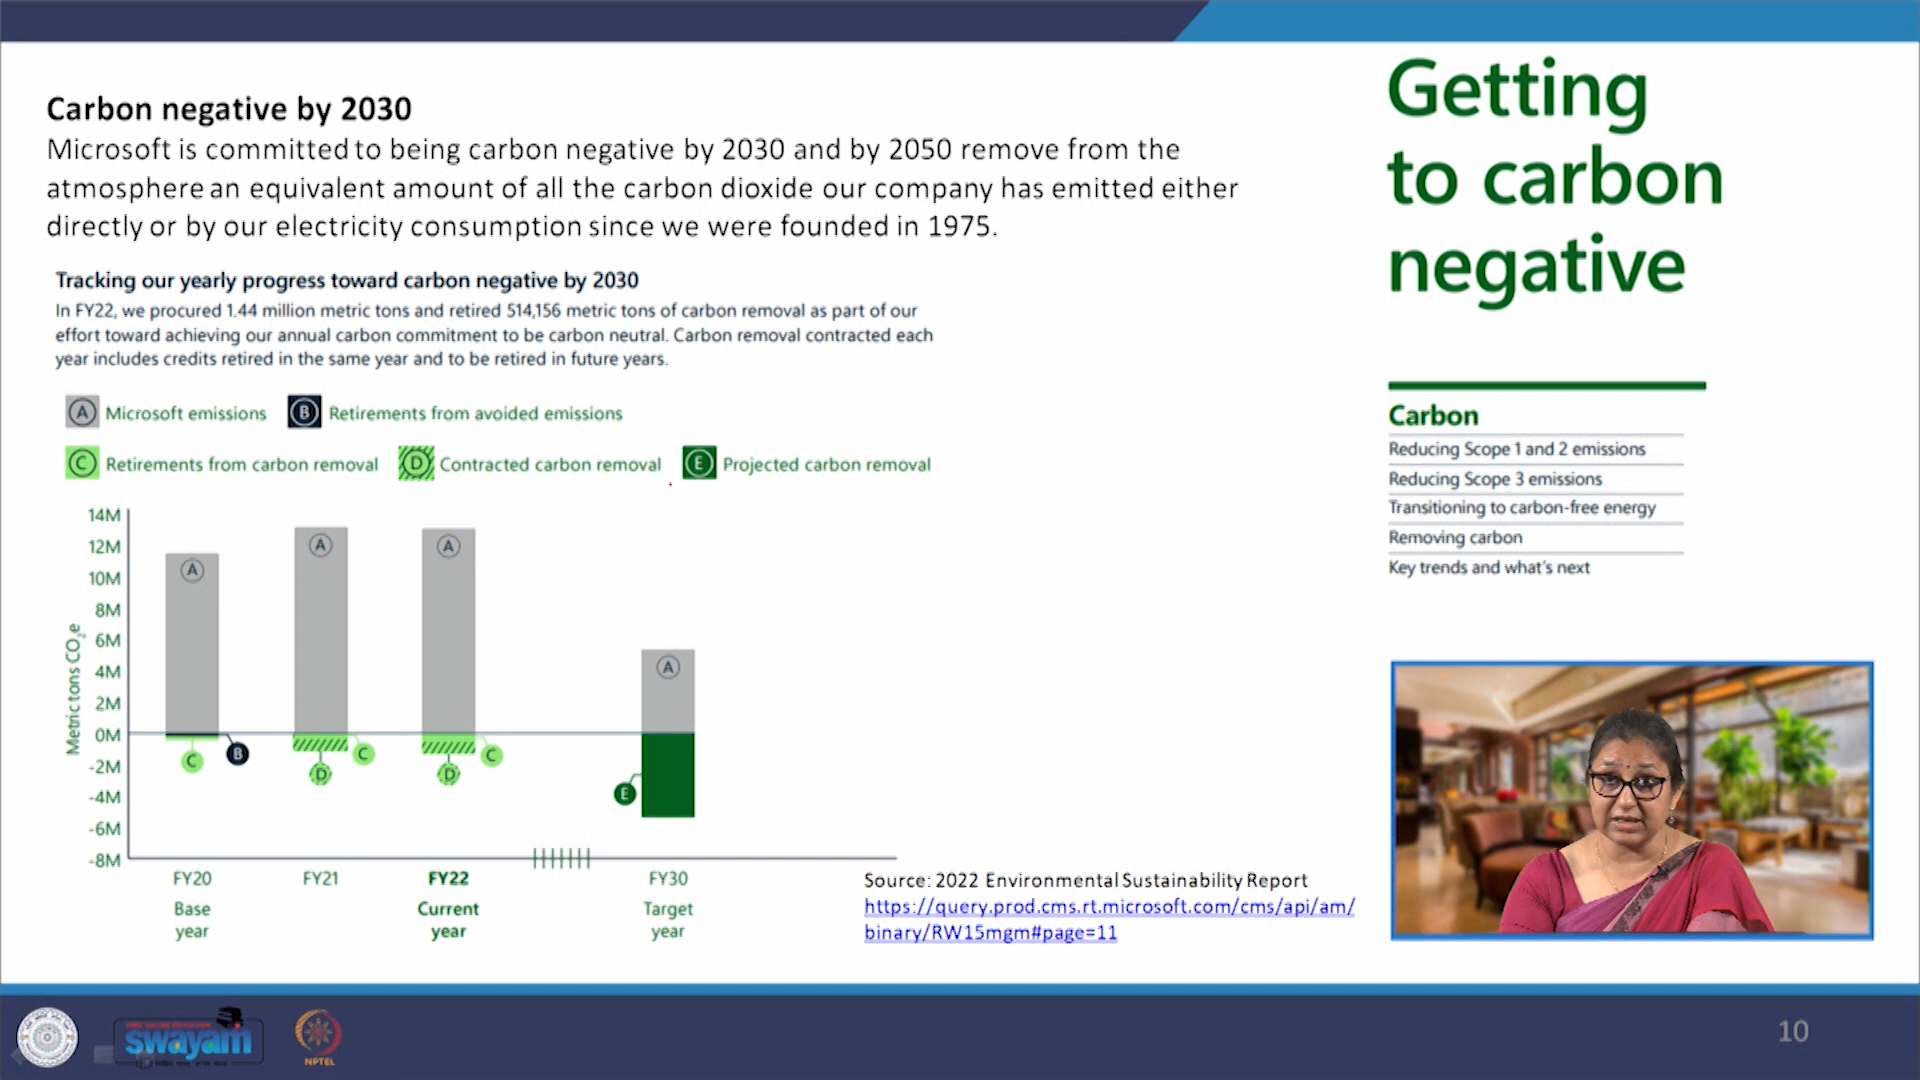 Getting
to carbon
negative
Carbon negative by 2030
Microsoft is committed to being carbon negative by 2030 and by 2050 remove from the
atmosphere an equivalent amount of all the carbon dioxide our company has emitted either
directly or by our electricity consumption since we were founded in 1975.
Tracking our yearly progress toward carbon negative by 2030
In FY22, we procured 1.44 million metric tons and retired 514,156 metric tons of carbon removal as part of our
effort toward achieving our annual carbon commitment to be carbon neutral. Carbon removal contracted each
year includes credits retired in the same year and to be retired in future years.
A Microsoft emissions B Retirements from avoided emissions
C Retirements from carbon removal D Contracted carbon removal E Projected carbon removal
Carbon
Reducing Scope 1 and 2 emissions
Reducing Scope 3 emissions
Transitioning to carbon-free energy
Removing carbon
Key trends and what's next
Metric tons CO₂e
14M
12M
10M
8M
6M
4M
2M
0M
-2M
-4M
-6M
-8M
A
A
A
A
C
B
D
C
D
C
E
FY20
Base
year
FY21
FY22
Current
year
FY30
Target
year
Source: 2022 Environmental Sustainability Report
https://query.prod.cms.rt.microsoft.com/cms/api/am/
binary/RW15mgm#page=11
swayam
NPTEL
10